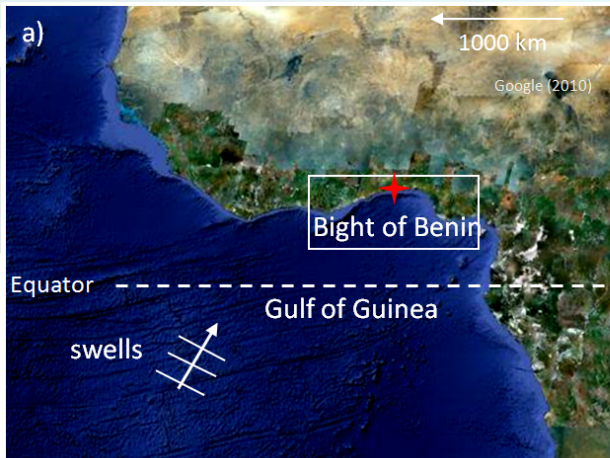 a)
1000 km
Google (2010)
Bight of Benin
Equator
Gulf of Guinea
swells